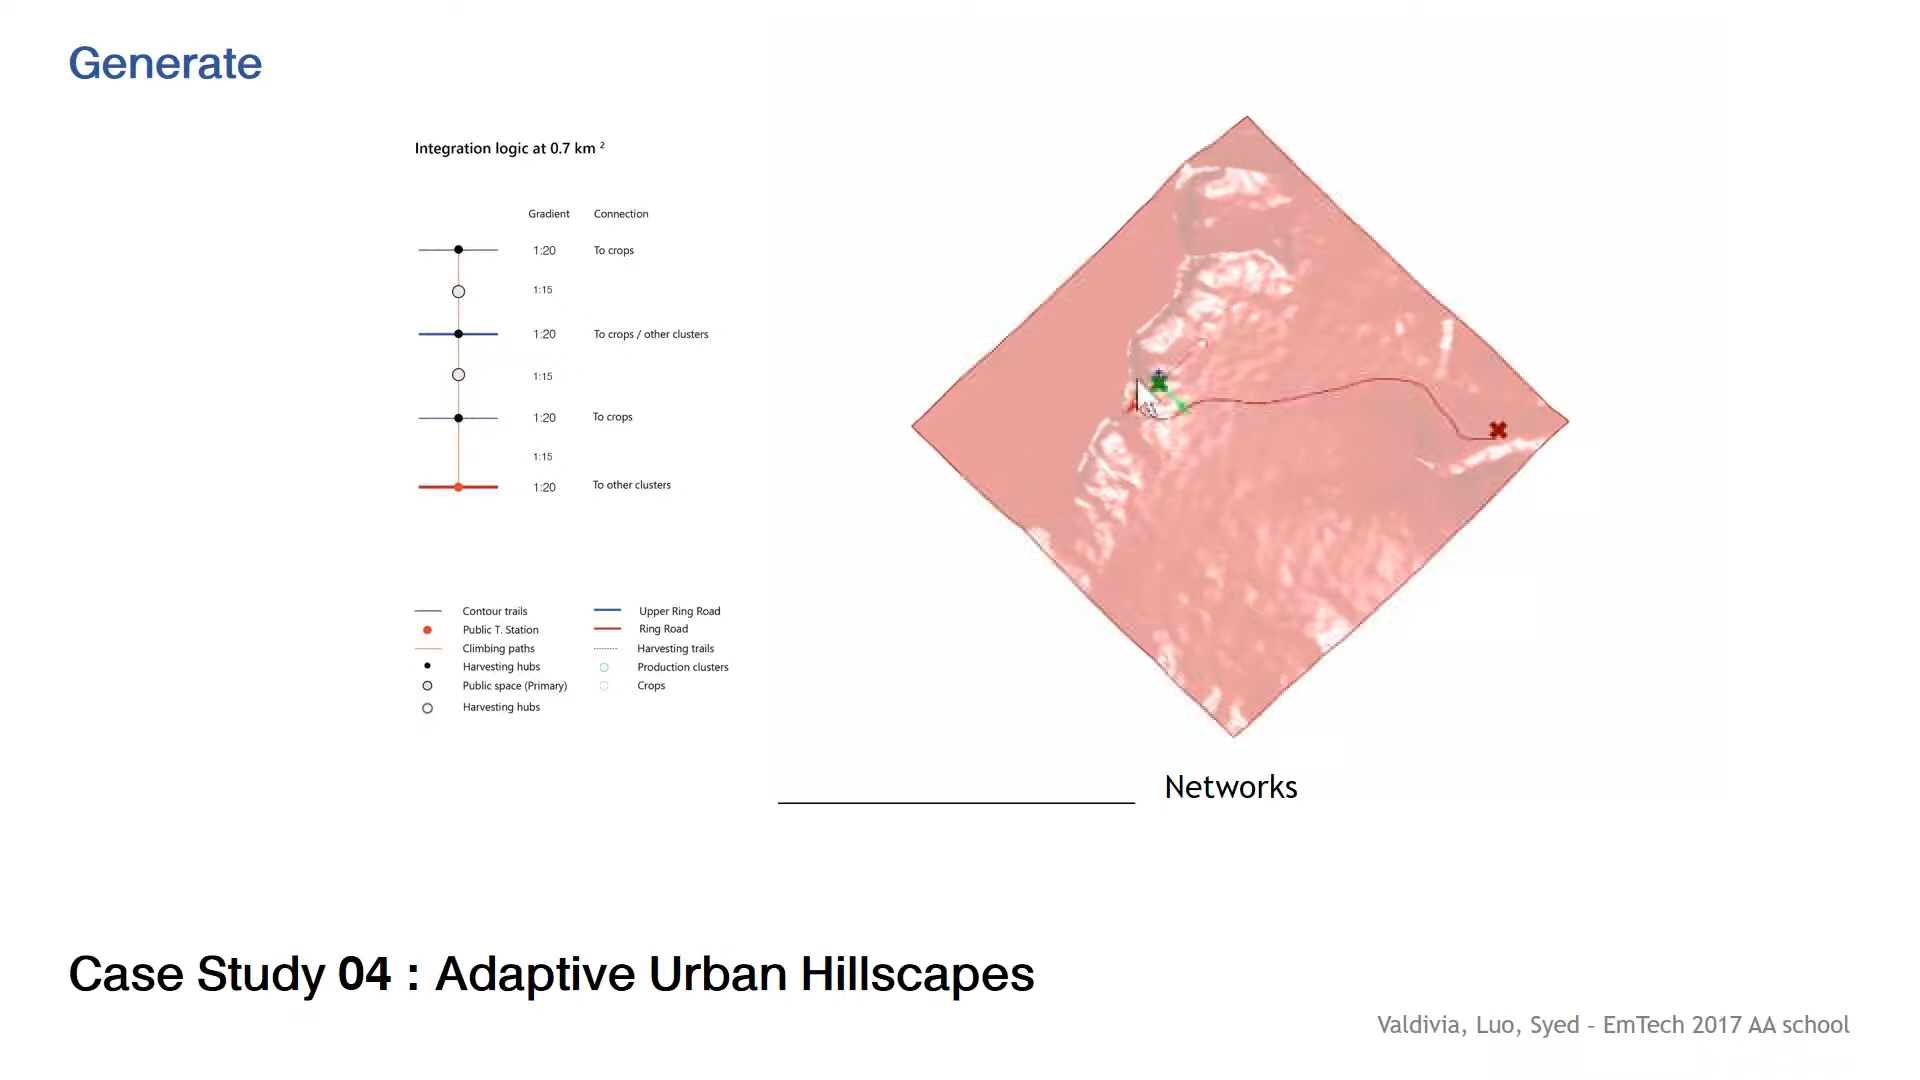 Generate
Integration logic at 0.7 km ²
Gradient Connection
1:20 To crops
1:15
1:20 To crops / other clusters
1:15
1:20 To crops
1:15
1:20 To other clusters
Contour trails Upper Ring Road
Public T. Station Ring Road
Climbing paths Harvesting trails
Harvesting hubs Production clusters
Public space (Primary) Crops
Harvesting hubs
Networks
Case Study 04 : Adaptive Urban Hillscapes
Valdivia, Luo, Syed - EmTech 2017 AA school